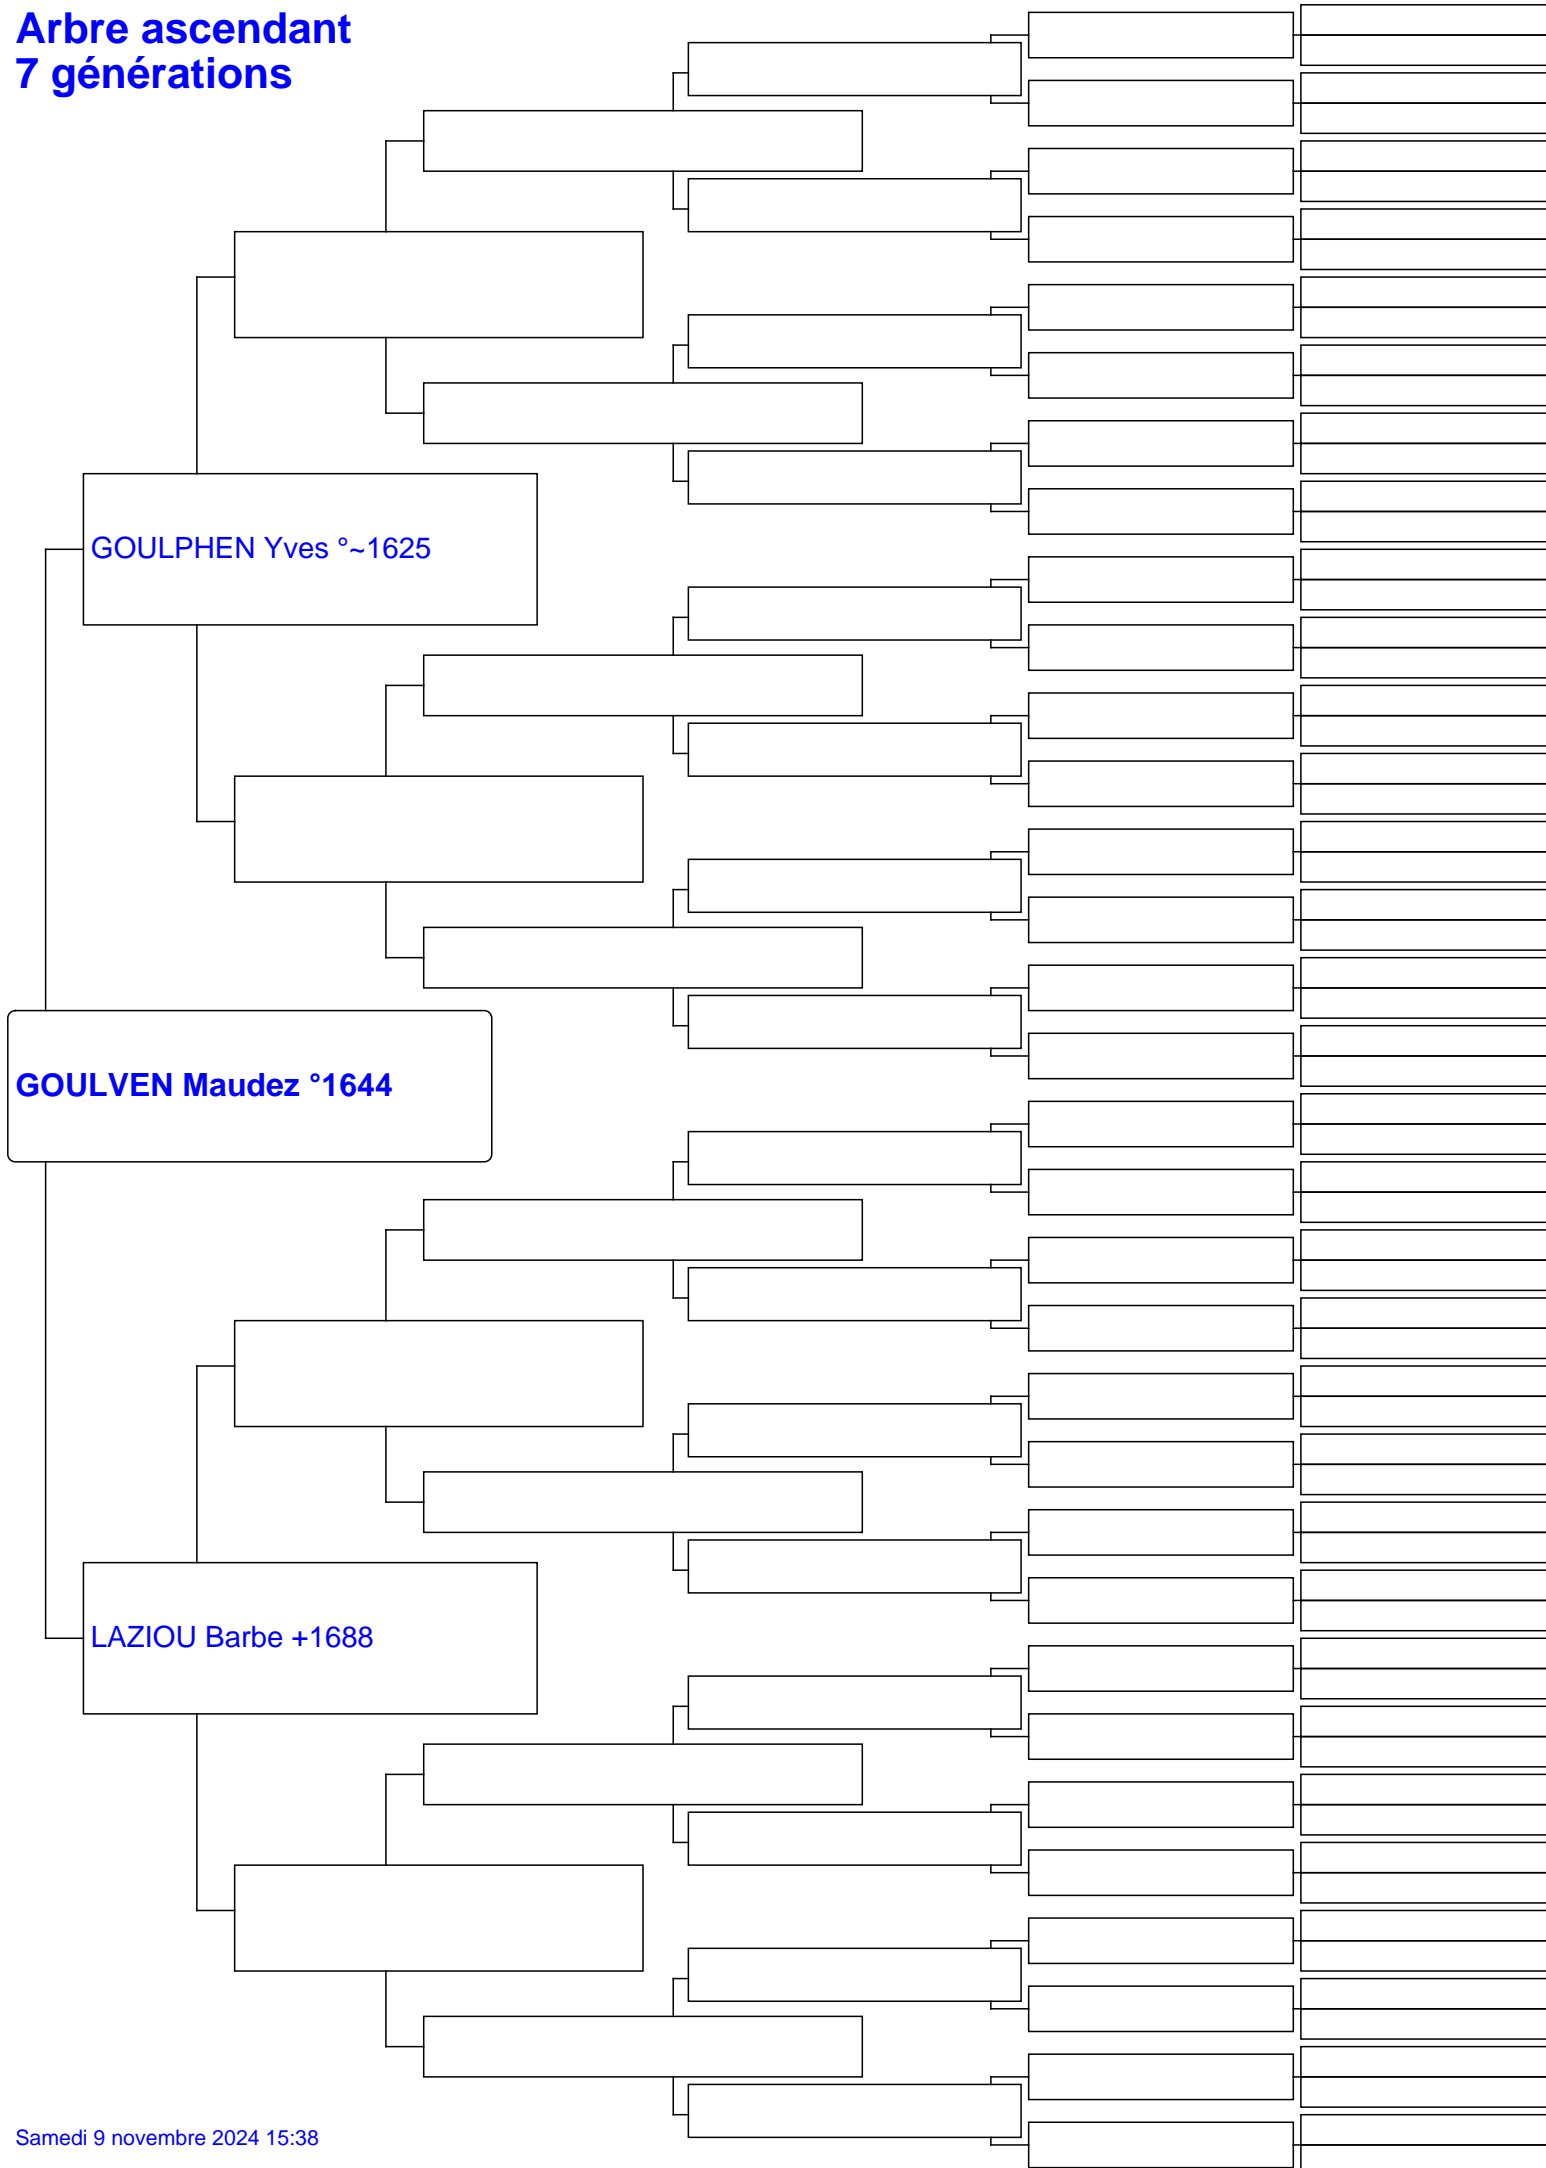 Arbre ascendant
7 générations
GOULPHEN Yves °~1625
GOULVEN Maudez °1644
LAZIOU Barbe +1688
Samedi 9 novembre 2024 15:38